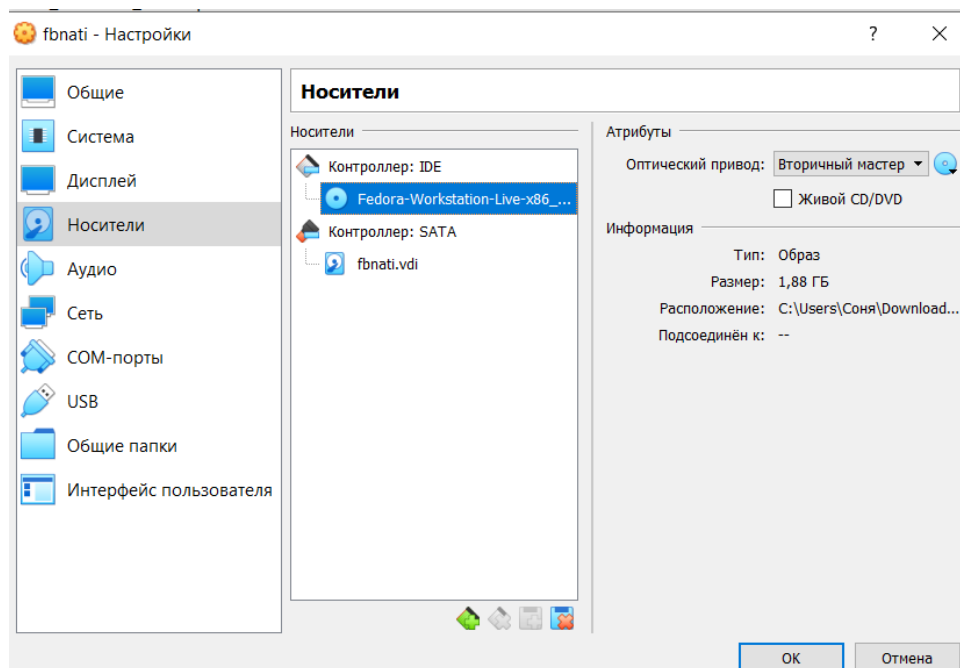 fbnati - Настройки
?
Общие
Система
Дисплей
Носители
Аудио
Сеть
COM-порты
USB
Общие папки
Интерфейс пользователя
Носители
Носители
Контроллер: IDE
Fedora-Workstation-Live-x86_...
Контроллер: SATA
fbnati.vdi
Атрибуты
Оптический привод: Вторичный мастер
Живой CD/DVD
Информация
Тип: Образ
Размер: 1,88 ГБ
Расположение: C:\Users\Соня\Download...
Подсоединён к: --
ОК Отмена